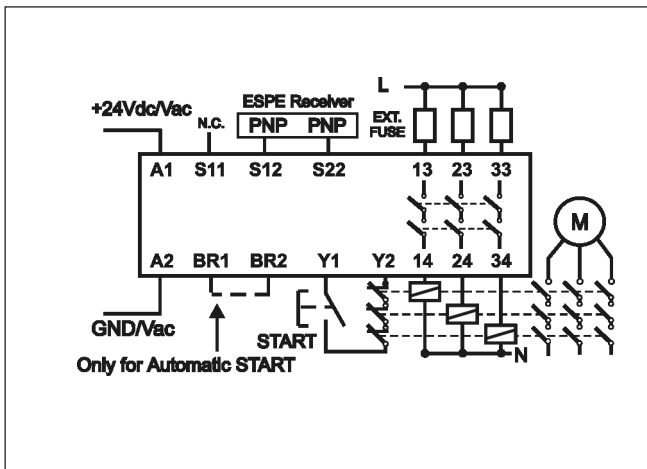 L
+24Vdc/Vac
ESPE Receiver
N.C.
PNP PNP
EXT.
FUSE
A1 S11 S12 S22 13 23 33
M
A2 BR1 BR2 Y1 Y2 14 24 34
START
GND/Vac
N
Only for Automatic START